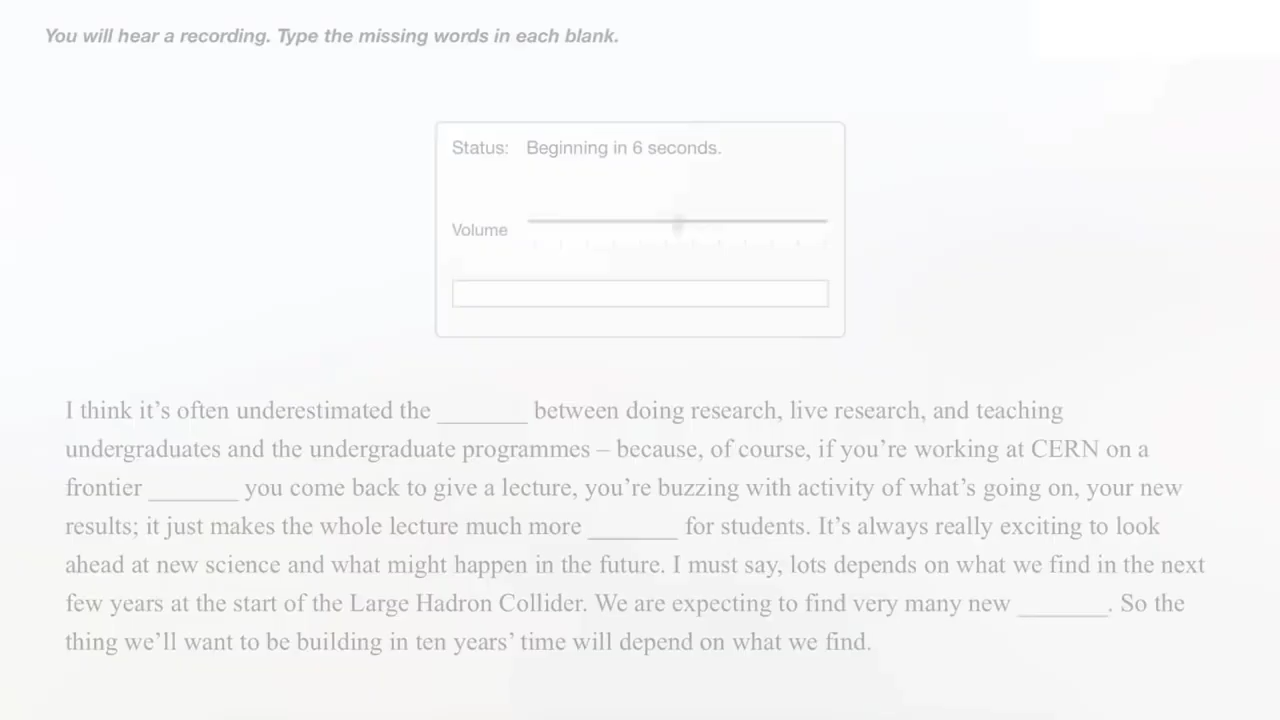 You will hear a recording. Type the missing words in each blank.
Status: Beginning in 6 seconds.
Volume
I think it's often underestimated the _______ between doing research, live research, and teaching
undergraduates and the undergraduate programmes – because, of course, if you're working at CERN on a
frontier _______ you come back to give a lecture, you're buzzing with activity of what's going on, your new
results; it just makes the whole lecture much more _______ for students. It's always really exciting to look
ahead at new science and what might happen in the future. I must say, lots depends on what we find in the next
few years at the start of the Large Hadron Collider. We are expecting to find very many new _______. So the
thing we'll want to be building in ten years' time will depend on what we find.